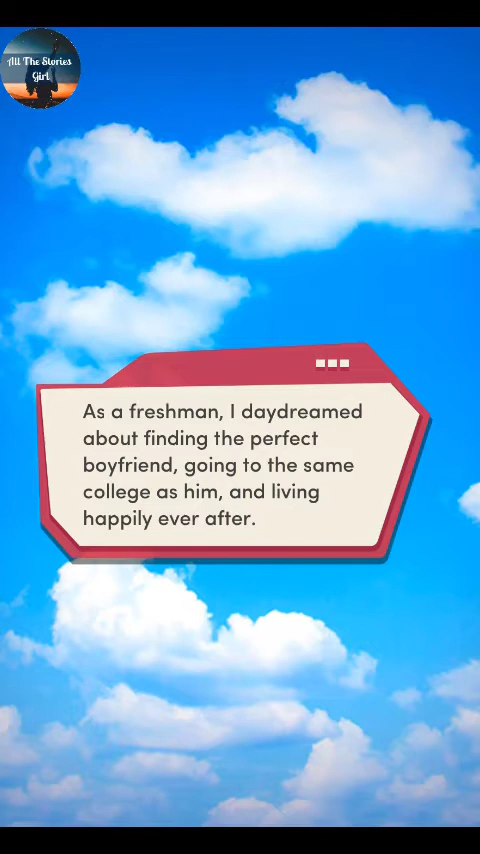 All The Stories
Girl
As a freshman, I daydreamed
about finding the perfect
boyfriend, going to the same
college as him, and living
happily ever after.